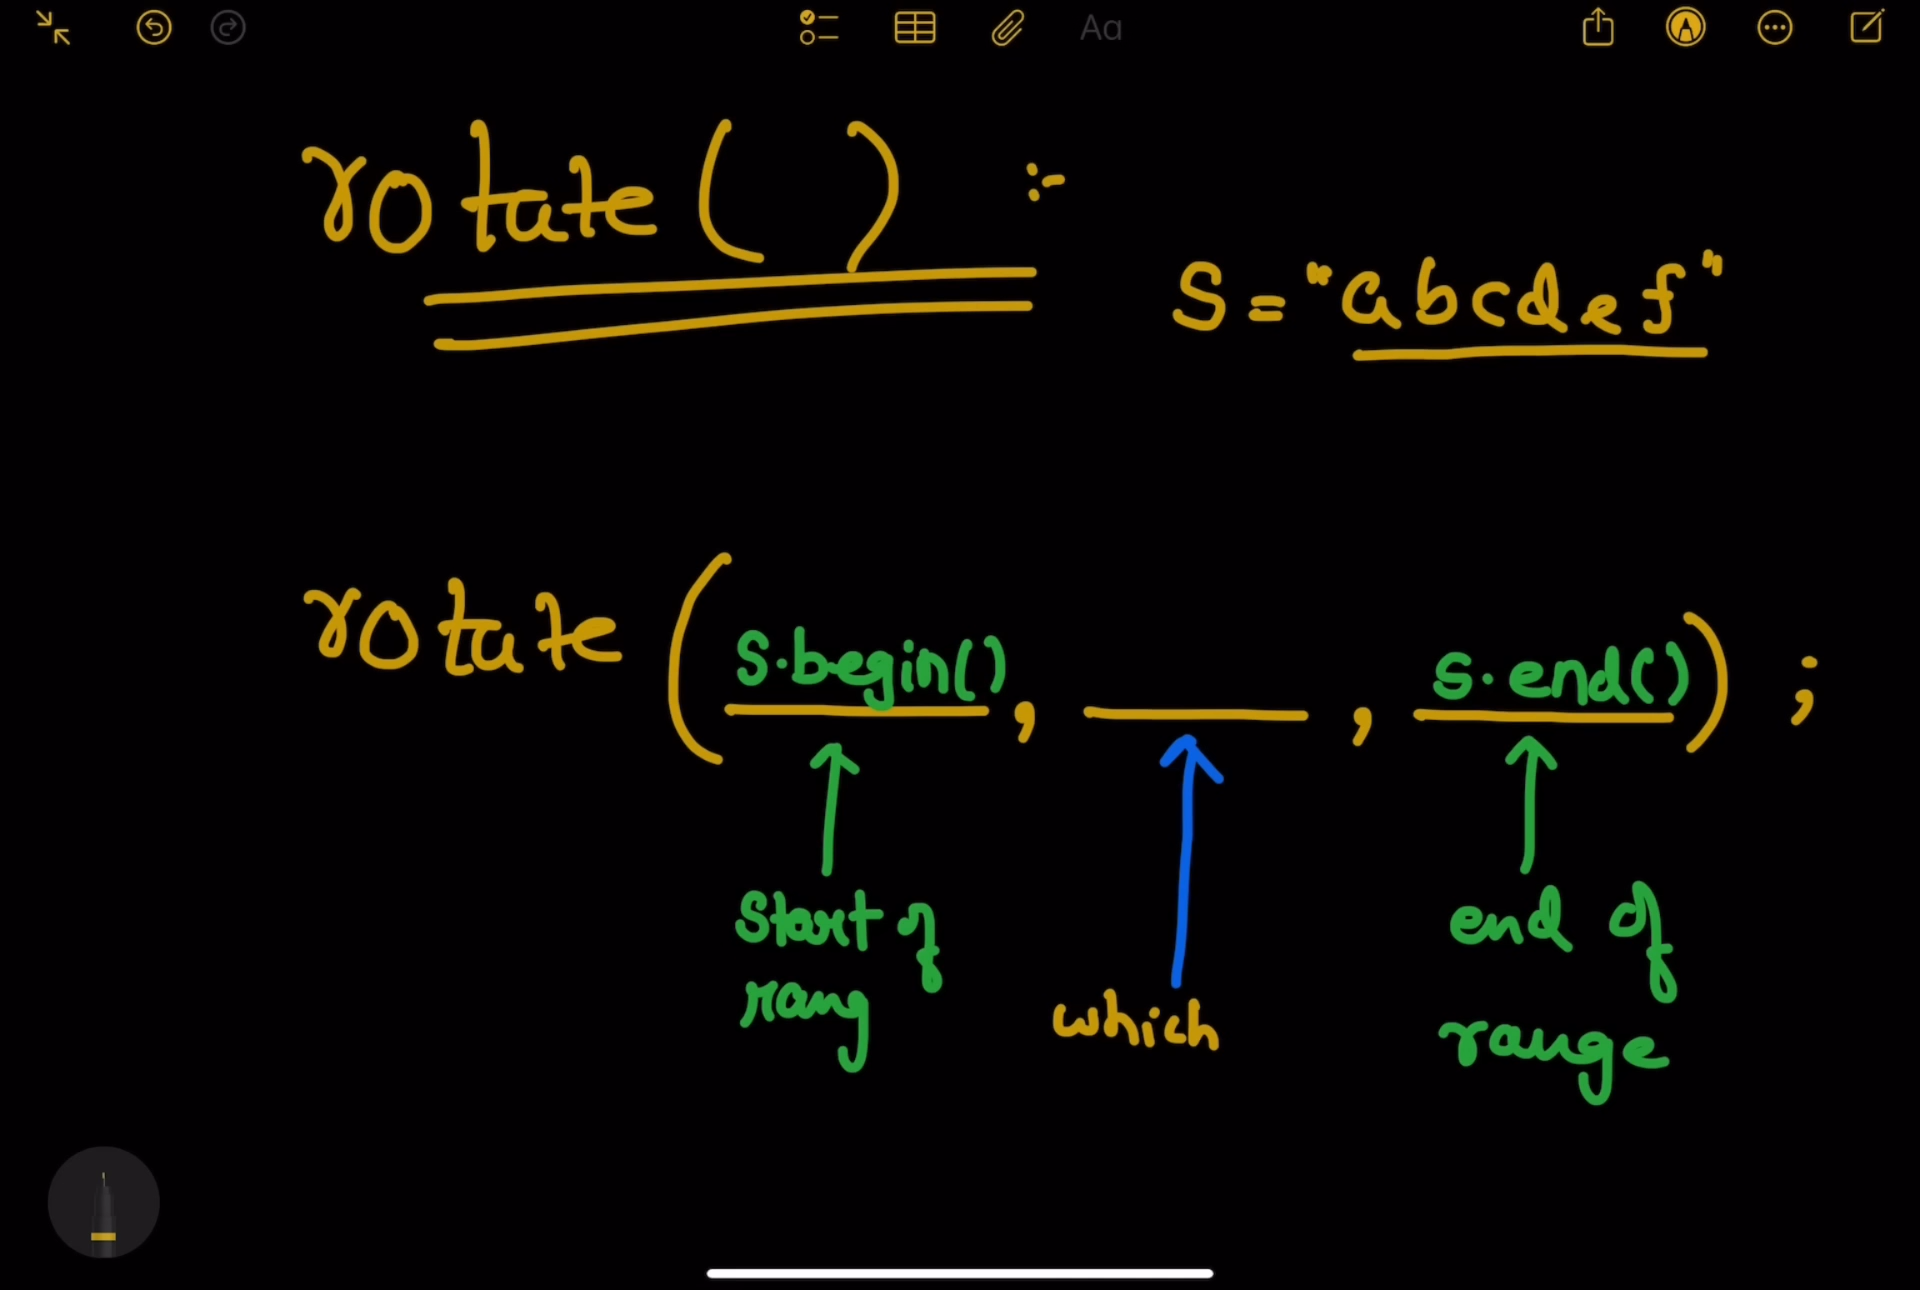 Aa
rotate( ) :-
S = "abcdef"
rotate (s.begin(), ____, s.end());
Start of
rang
which
end of
range